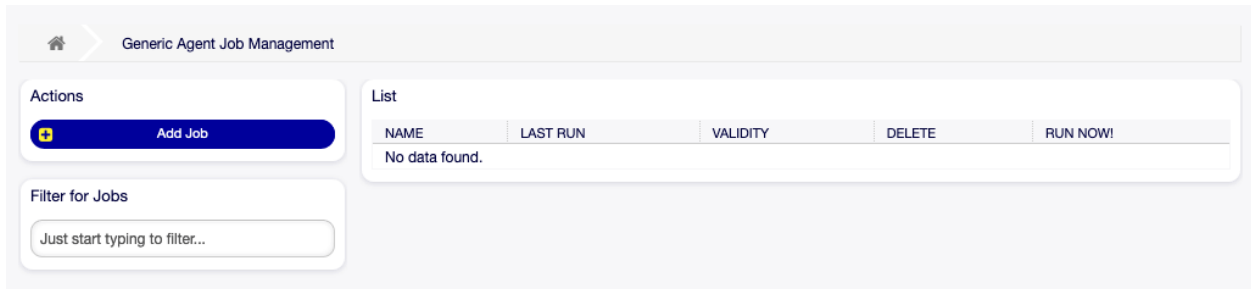 Generic Agent Job Management
Actions
Add Job
Filter for Jobs
Just start typing to filter...
List
NAME LAST RUN VALIDITY DELETE RUN NOW!
No data found.